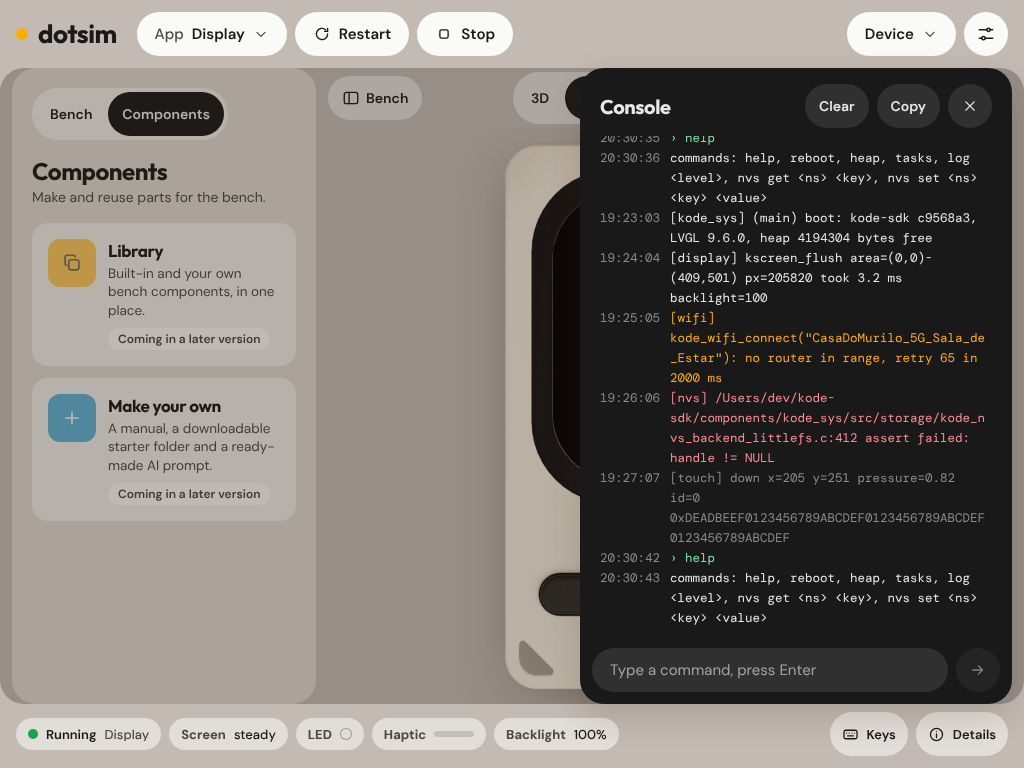 dotsim
App Display
Restart
Stop
Device
Bench
Components
Components
Make and reuse parts for the bench.
Library
Built-in and your own
bench components, in one
place.
Coming in a later version
Make your own
A manual, a downloadable
starter folder and a ready-
made AI prompt.
Coming in a later version
Bench
3D
Console
Clear
Copy
20:30:35 › help
20:30:36 commands: help, reboot, heap, tasks, log
<level>, nvs get <ns> <key>, nvs set <ns>
<key> <value>
19:23:03 [kode_sys] (main) boot: kode-sdk c9568a3,
LVGL 9.6.0, heap 4194304 bytes free
19:24:04 [display] kscreen_flush area=(0,0)-
(409,501) px=205820 took 3.2 ms
backlight=100
19:25:05 [wifi]
kode_wifi_connect("CasaDoMurilo_5G_Sala_de
_Estar"): no router in range, retry 65 in
2000 ms
19:26:06 [nvs] /Users/dev/kode-
sdk/components/kode_sys/src/storage/kode_n
vs_backend_littlefs.c:412 assert failed:
handle != NULL
19:27:07 [touch] down x=205 y=251 pressure=0.82
id=0
0xDEADBEEF0123456789ABCDEF0123456789ABCDEF
0123456789ABCDEF
20:30:42 › help
20:30:43 commands: help, reboot, heap, tasks, log
<level>, nvs get <ns> <key>, nvs set <ns>
<key> <value>
Type a command, press Enter
Running Display
Screen steady
LED
Haptic
Backlight 100%
Keys
Details